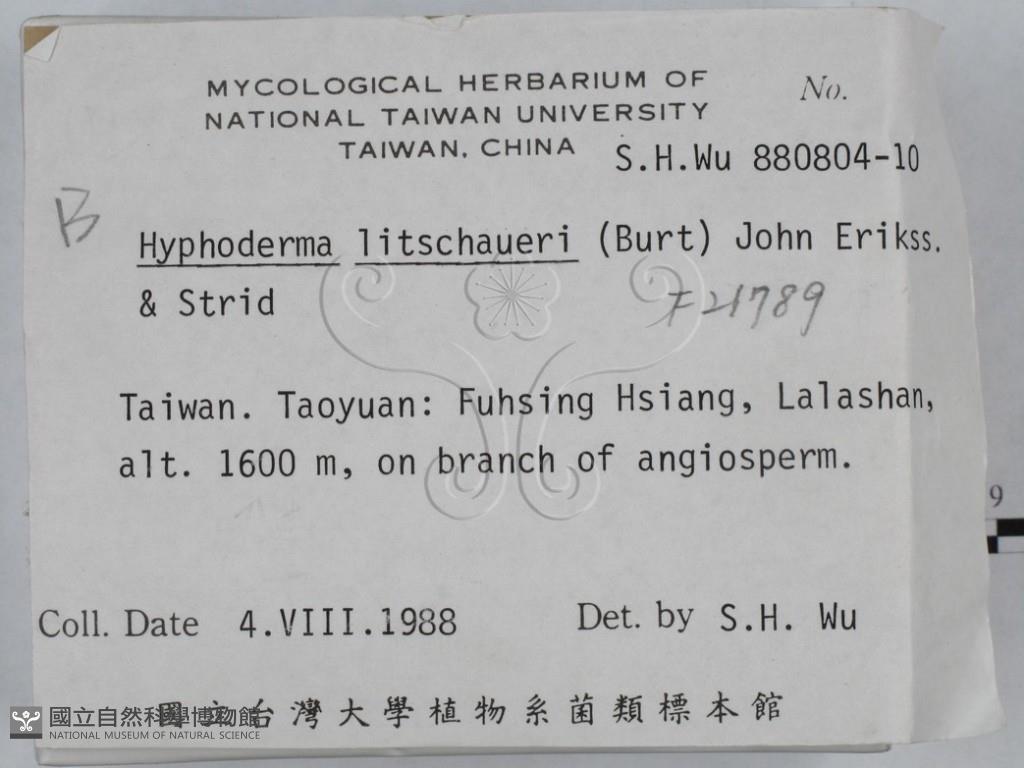 MYCOLOGICAL HERBARIUM OF
NATIONAL TAIWAN UNIVERSITY
TAIWAN, CHINA
No.
S.H.Wu 880804-10
B
Hyphoderma litschaueri (Burt) John Erikss.
& Strid
F21789
Taiwan. Taoyuan: Fuhsing Hsiang, Lalashan,
alt. 1600 m, on branch of angiosperm.
9
Coll. Date 4.VIII.1988 Det. by S.H. Wu
國立台灣大學植物系菌類標本館
國立自然科學博物館
NATIONAL MUSEUM OF NATURAL SCIENCE